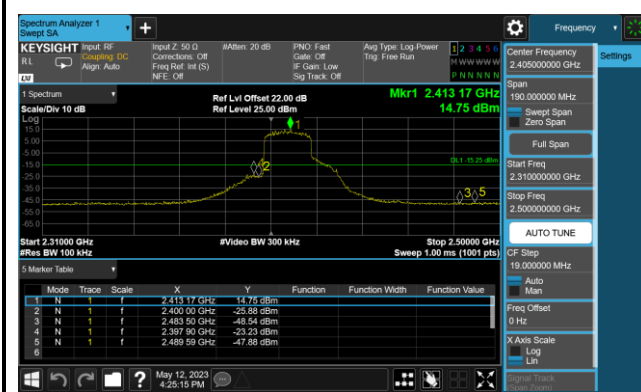 Spectrum Analyzer 1
Swept SA
Frequency
KEYSIGHT
RL
Input: RF
Coupling: DC
Align: Auto
Input Z: 50 Ω
Corrections: Off
Freq Ref: Int (S)
NFE: Off
#Atten: 20 dB
PNO: Fast
Gate: Off
IF Gain: Low
Sig Track: Off
Avg Type: Log-Power
Trig: Free Run
1 2 3 4 5 6
M W W W W W
P N N N N N
LXI
Center Frequency
2.405000000 GHz
Settings
Span
190.000000 MHz
Swept Span
Zero Span
Full Span
Start Freq
2.310000000 GHz
Stop Freq
2.500000000 GHz
AUTO TUNE
CF Step
19.000000 MHz
Auto
Man
Freq Offset
0 Hz
X Axis Scale
Log
Lin
Signal Track
(Span Zoom)
1 Spectrum
Scale/Div 10 dB
Ref Lvl Offset 22.00 dB
Ref Level 25.00 dBm
Mkr1 2.413 17 GHz
14.75 dBm
Log
15.0
5.00
-5.00
-15.0
-25.0
-35.0
-45.0
-55.0
-65.0
1
2
3
5
DL1 -15.25 dBm
Start 2.31000 GHz
#Res BW 100 kHz
#Video BW 300 kHz
Stop 2.50000 GHz
Sweep 1.00 ms (1001 pts)
5 Marker Table
Mode Trace Scale X Y Function Function Width Function Value
1 N 1 f 2.413 17 GHz 14.75 dBm
2 N 1 f 2.400 00 GHz -25.88 dBm
3 N 1 f 2.483 50 GHz -48.54 dBm
4 N 1 f 2.397 90 GHz -23.23 dBm
5 N 1 f 2.489 59 GHz -47.88 dBm
6
May 12, 2023
4:25:15 PM